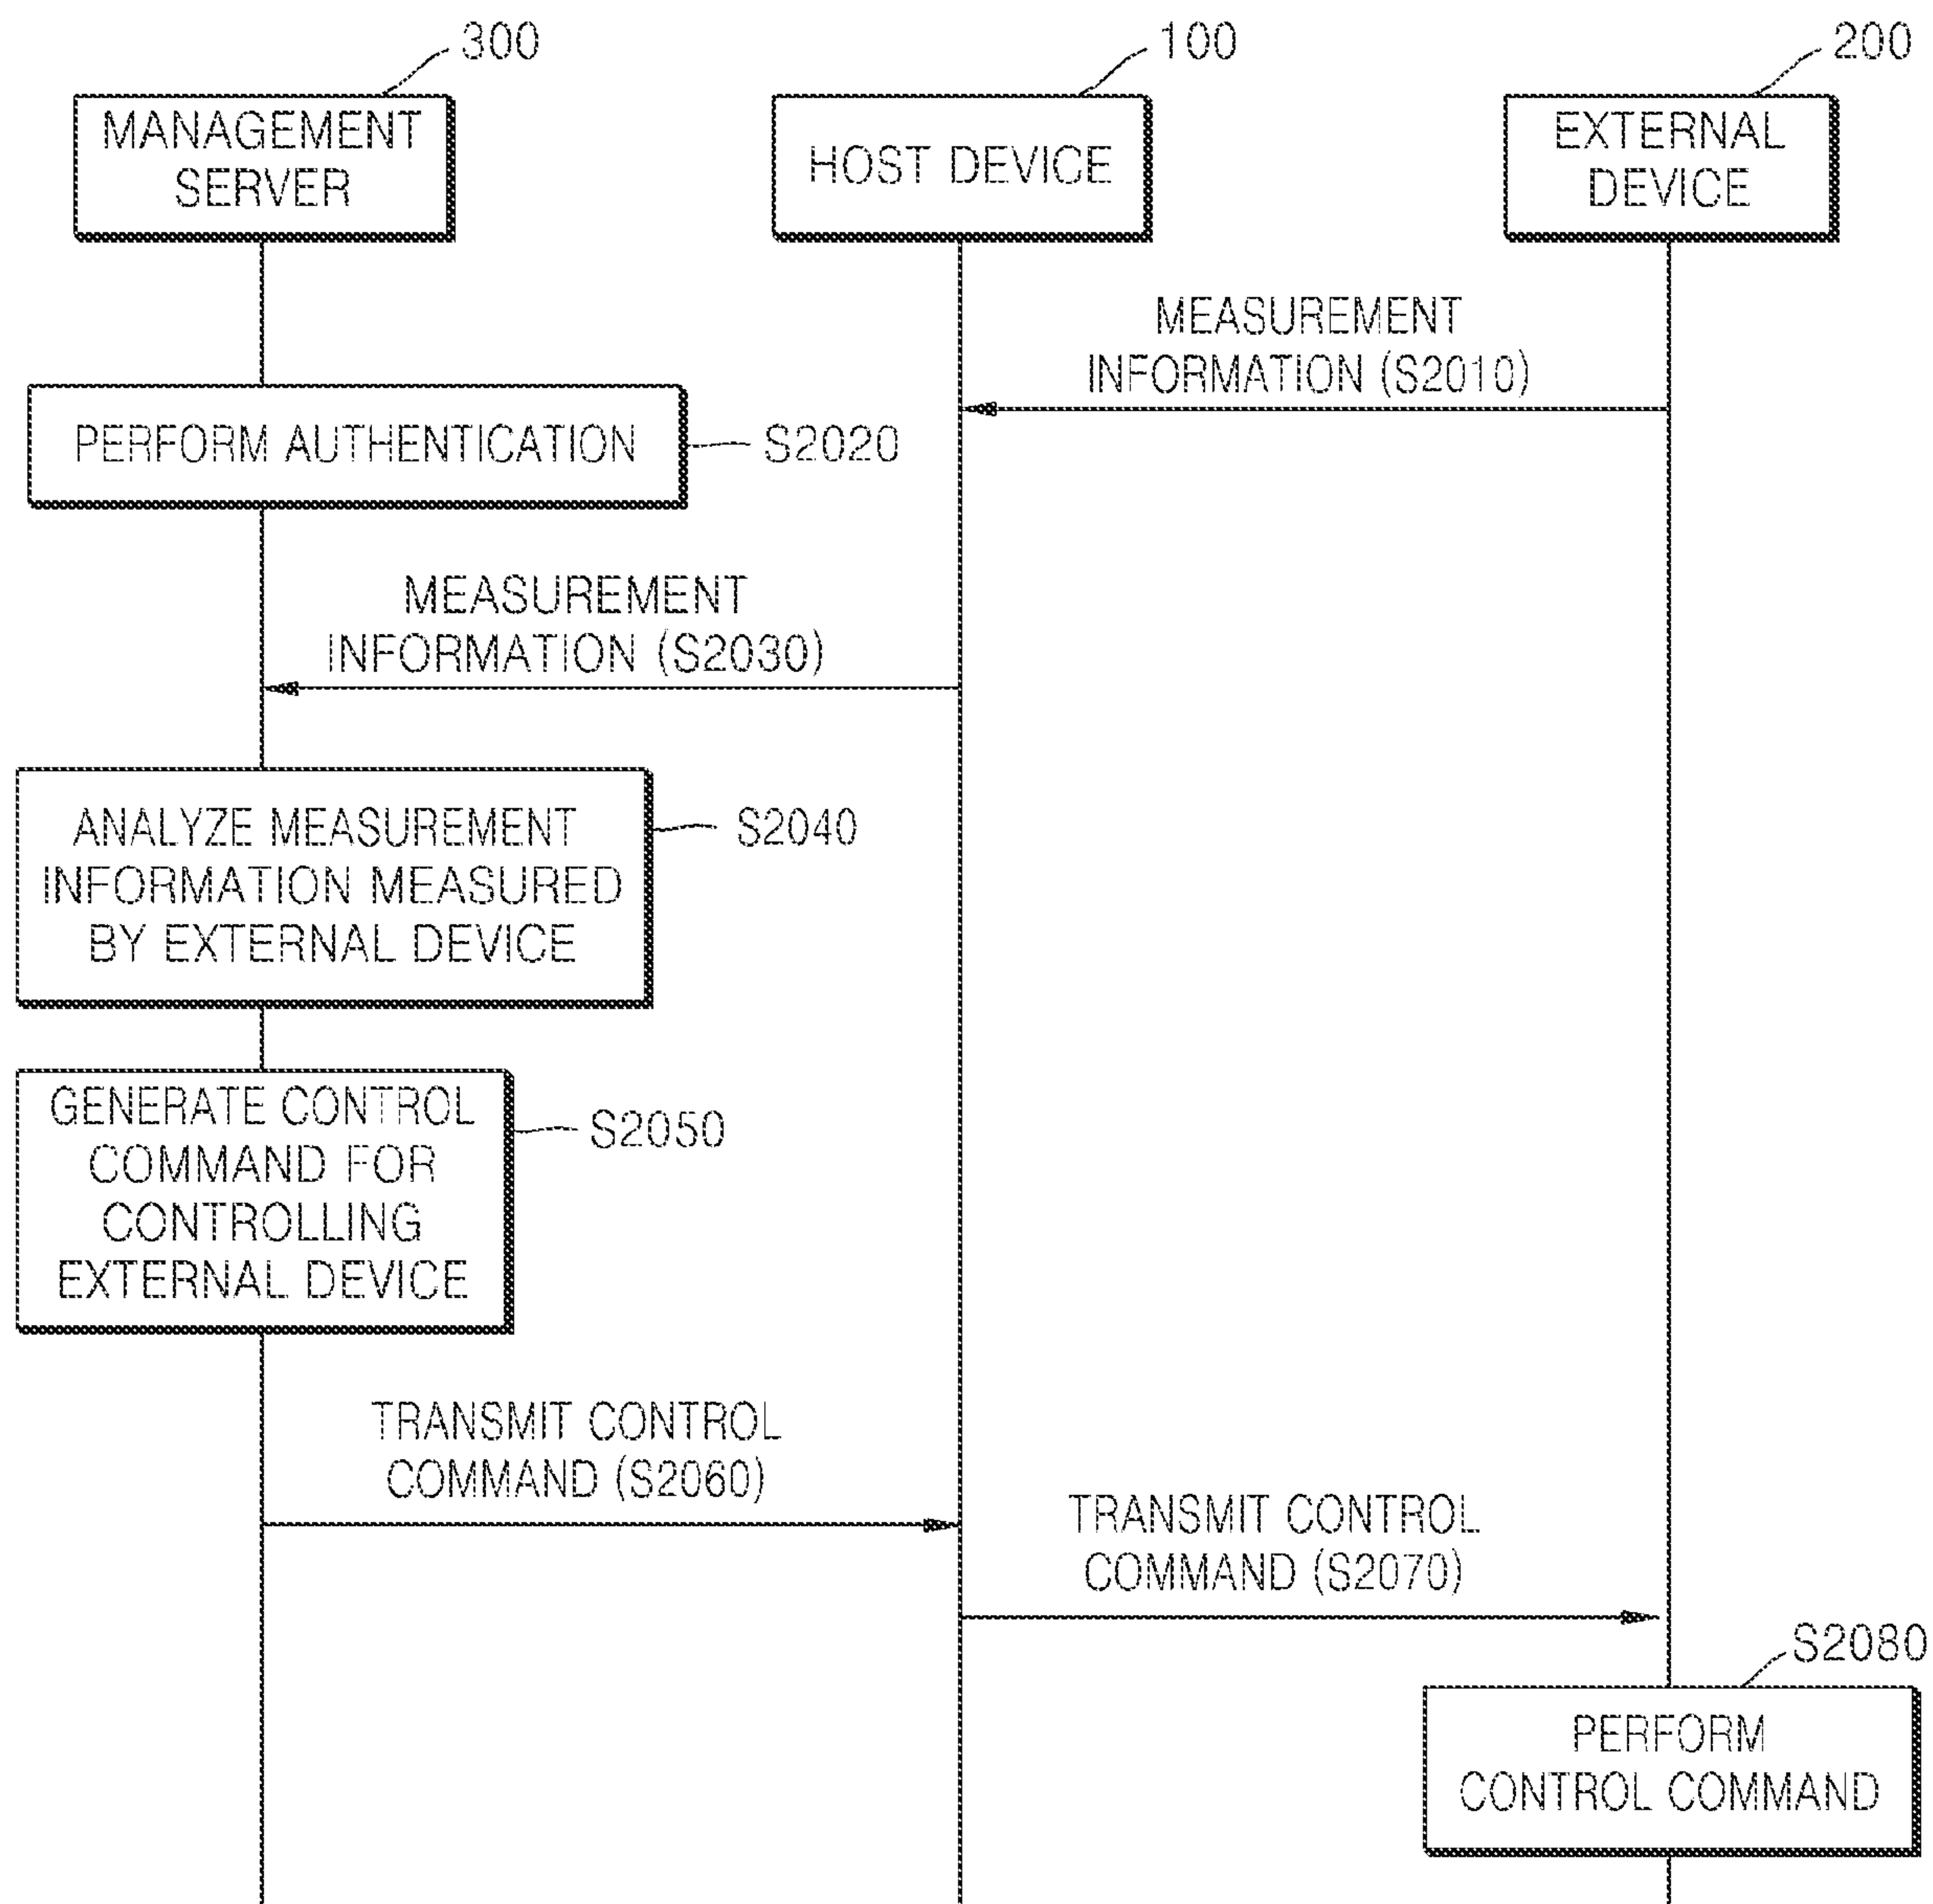 300
100
200
MANAGEMENT
SERVER
HOST DEVICE
EXTERNAL
DEVICE
MEASUREMENT
INFORMATION (S2010)
PERFORM AUTHENTICATION
S2020
MEASUREMENT
INFORMATION (S2030)
ANALYZE MEASUREMENT
INFORMATION MEASURED
BY EXTERNAL DEVICE
S2040
GENERATE CONTROL
COMMAND FOR
CONTROLLING
EXTERNAL DEVICE
S2050
TRANSMIT CONTROL
COMMAND (S2060)
TRANSMIT CONTROL
COMMAND (S2070)
S2080
PERFORM
CONTROL COMMAND